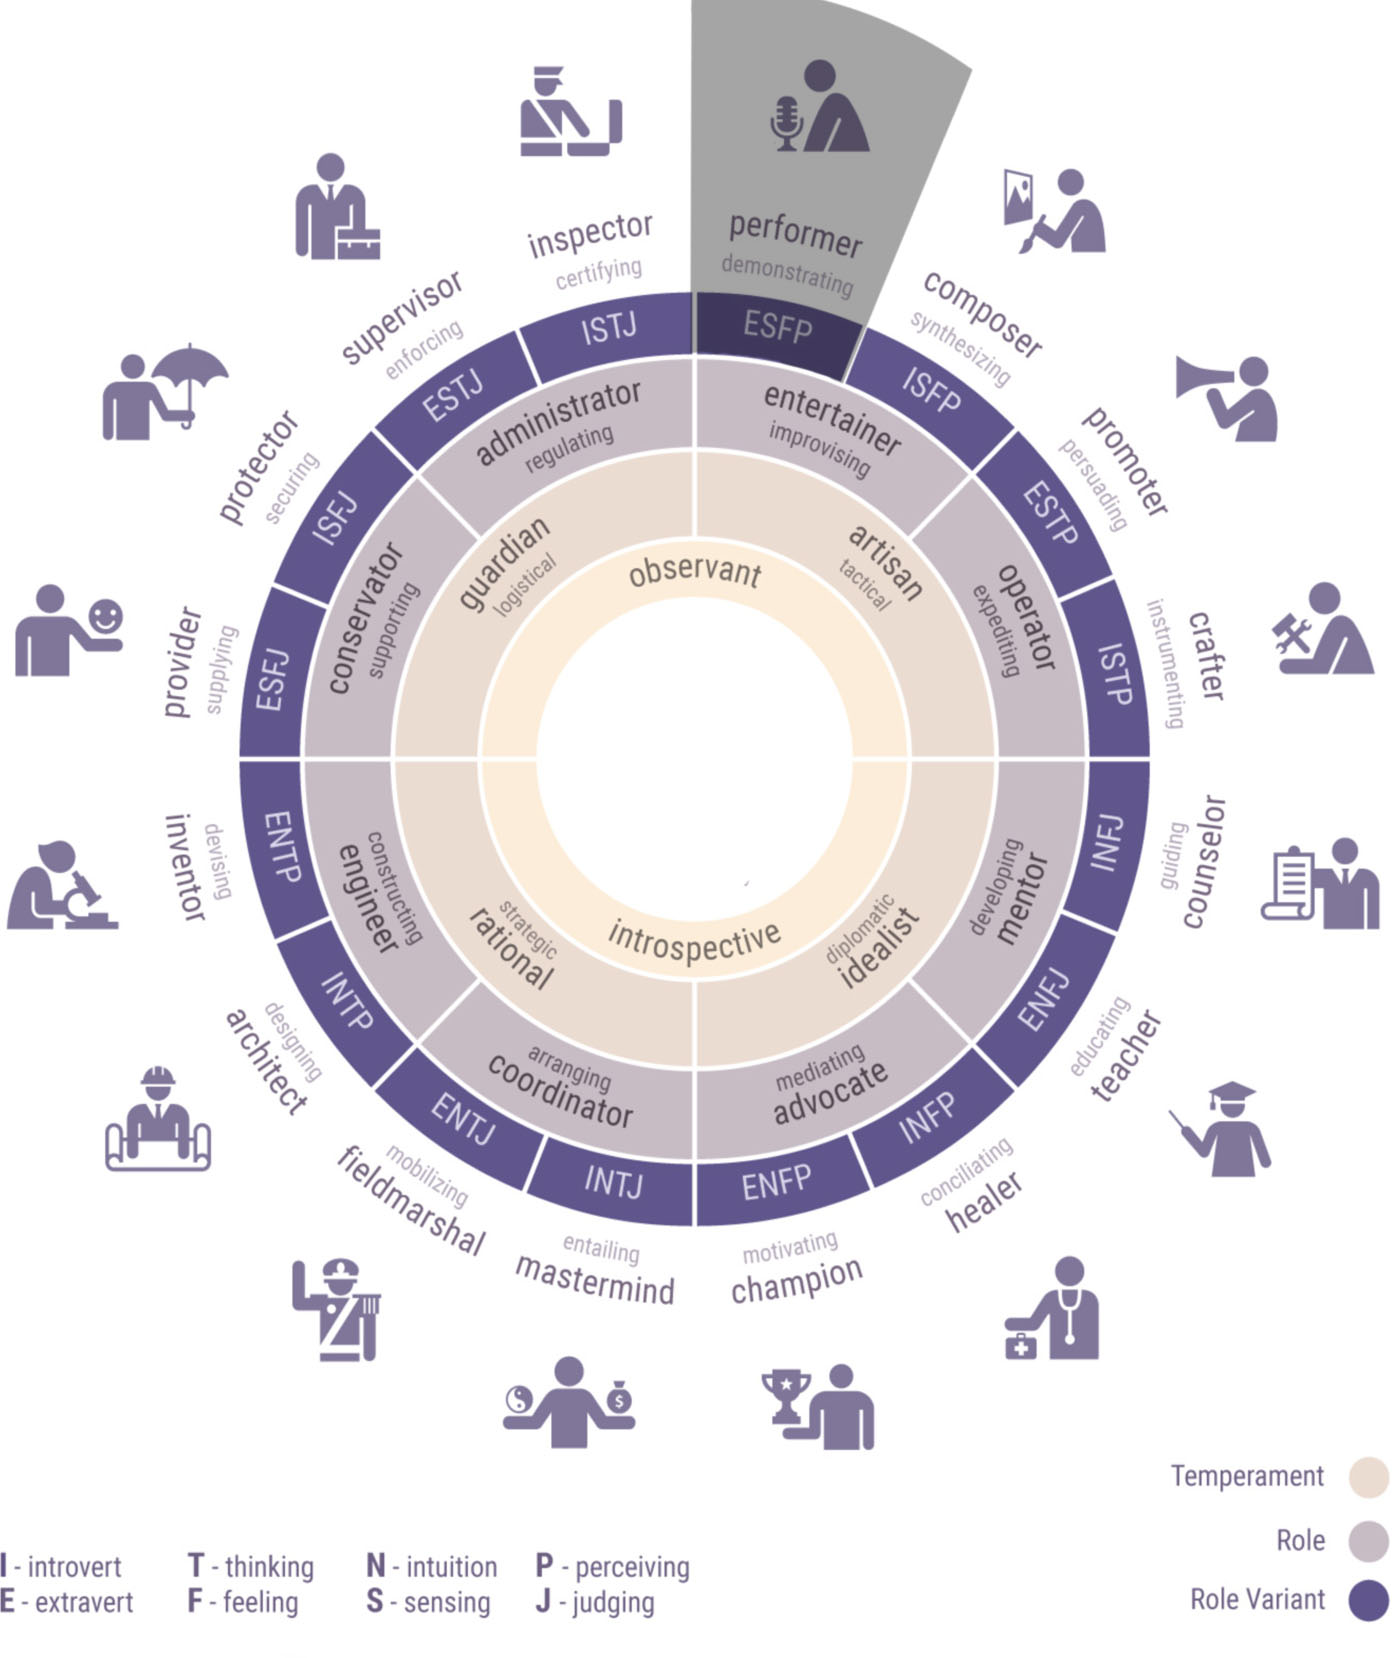 performer
demonstrating
ESFP
composer
synthesizing
ISFP
promoter
persuading
ESTP
crafter
instrumenting
ISTP
counselor
guiding
INFJ
teacher
educating
ENFJ
conciliating
healer
INFP
motivating
champion
ENFP
entailing
mastermind
INTJ
mobilizing
fieldmarshal
ENTJ
designing
architect
INTP
devising
inventor
ENTP
provider
supplying
ESFJ
protector
securing
ISFJ
supervisor
enforcing
ESTJ
inspector
certifying
ISTJ
entertainer
improvising
operator
expediting
developing
mentor
mediating
advocate
arranging
coordinator
constructing
engineer
conservator
supporting
administrator
regulating
artisan
tactical
diplomatic
idealist
strategic
rational
guardian
logistical
observant
introspective
$
Temperament
Role
Role Variant
I - introvert
E - extravert
T - thinking
F - feeling
N - intuition
S - sensing
P - perceiving
J - judging